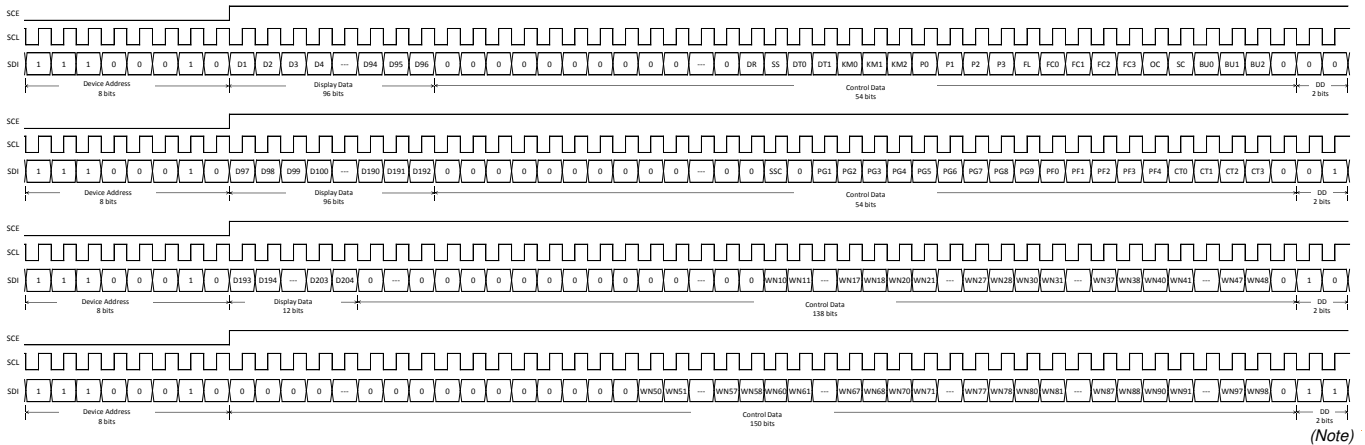 SCE
SCL
SDI 1 1 1 0 0 0 1 0 D1 D2 D3 D4 --- D94 D95 D96 0 0 0 0 0 0 0 0 0 0 --- 0 DR SS DT0 DT1 KM0 KM1 KM2 P0 P1 P2 P3 FL FC0 FC1 FC2 FC3 OC SC BU0 BU1 BU2 0 0 0
Device Address Display Data Control Data DD
8 bits 96 bits 54 bits 2 bits
SCE
SCL
SDI 1 1 1 0 0 0 1 0 D97 D98 D99 D100 --- D190 D191 D192 0 0 0 0 0 0 0 0 0 0 --- 0 0 SSC 0 PG1 PG2 PG3 PG4 PG5 PG6 PG7 PG8 PG9 PF0 PF1 PF2 PF3 PF4 CT0 CT1 CT2 CT3 0 0 1
Device Address Display Data Control Data DD
8 bits 96 bits 54 bits 2 bits
SCE
SCL
SDI 1 1 1 0 0 0 1 0 D193 D194 --- D203 D204 0 --- 0 0 0 0 0 0 0 0 0 0 0 --- 0 0 WN10 WN11 --- WN17 WN18 WN20 WN21 --- WN27 WN28 WN30 WN31 --- WN37 WN38 WN40 WN41 --- WN47 WN48 0 1 0
Device Address Display Data Control Data DD
8 bits 12 bits 138 bits 2 bits
SCE
SCL
SDI 1 1 1 0 0 0 1 0 0 0 0 0 --- 0 0 0 0 0 0 0 0 0 0 0 WN50 WN51 --- WN57 WN58 WN60 WN61 --- WN67 WN68 WN70 WN71 --- WN77 WN78 WN80 WN81 --- WN87 WN88 WN90 WN91 --- WN97 WN98 0 1 1
Device Address Control Data DD
8 bits 150 bits 2 bits
(Note)